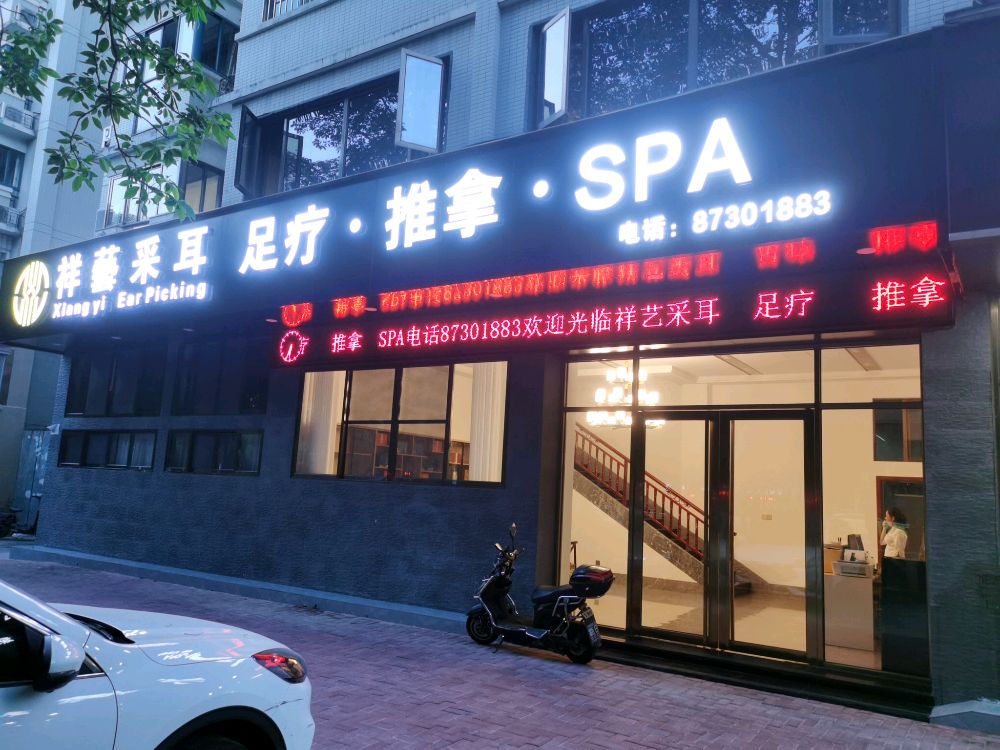 祥藝采耳 足疗·推拿·SPA
Xiangyi Ear Picking
电话：87301883
疗 推拿 SPA电话87301883欢迎光临祥艺采耳 足疗 推拿